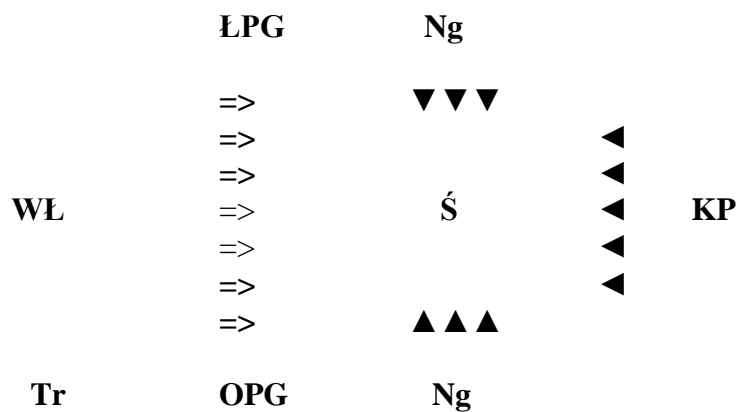 ŁPG Ng
=> ▼ ▼ ▼
=> ◄
=> ◄
WŁ => Ś ◄ KP
=> ◄
=> ◄
=> ▲ ▲ ▲
Tr OPG Ng